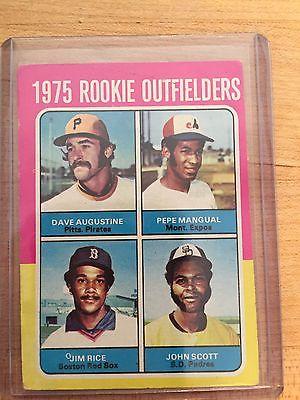 1975 ROOKIE OUTFIELDERS
DAVE AUGUSTINE
Pitts. Pirates
PEPE MANGUAL
Mont. Expos
JIM RICE
Boston Red Sox
JOHN SCOTT
S.D. Padres